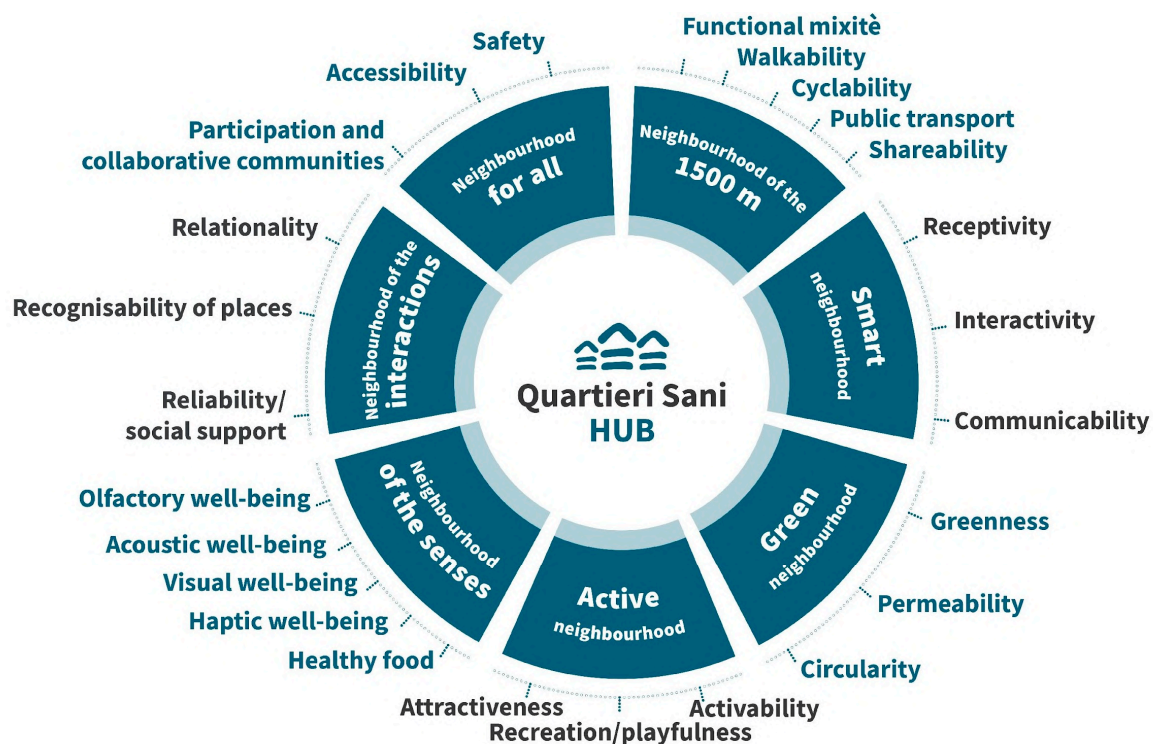 Functional mixitè
Walkability
Cyclability
Public transport
Shareability
Neighbourhood of the
1500 m
Receptivity
Interactivity
Communicability
Smart
neighbourhood
Greenness
Permeability
Circularity
Green
neighbourhood
Activability
Recreation/playfulness
Attractiveness
Active
neighbourhood
Healthy food
Haptic well-being
Visual well-being
Acoustic well-being
Olfactory well-being
Neighbourhood
of the senses
Reliability/
social support
Recognisability of places
Relationality
Neighbourhood of the
interactions
Participation and
collaborative communities
Accessibility
Safety
Neighbourhood
for all
Quartieri Sani
HUB